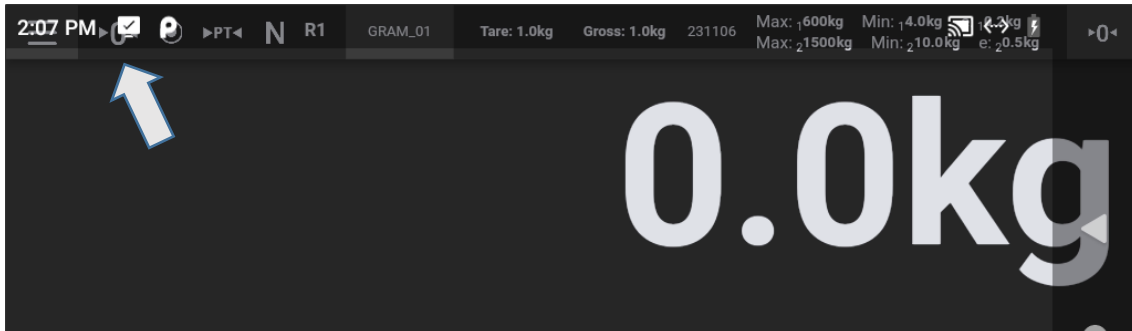 2:07 PM ▸PT◂ N R1 GRAM_01 Tare: 1.0kg Gross: 1.0kg 231106 Max: ₁600kg Min: ₁4.0kg ▸0◂
Max: ₂1500kg Min: ₂10.0kg e: ₂0.5kg
0.0kg